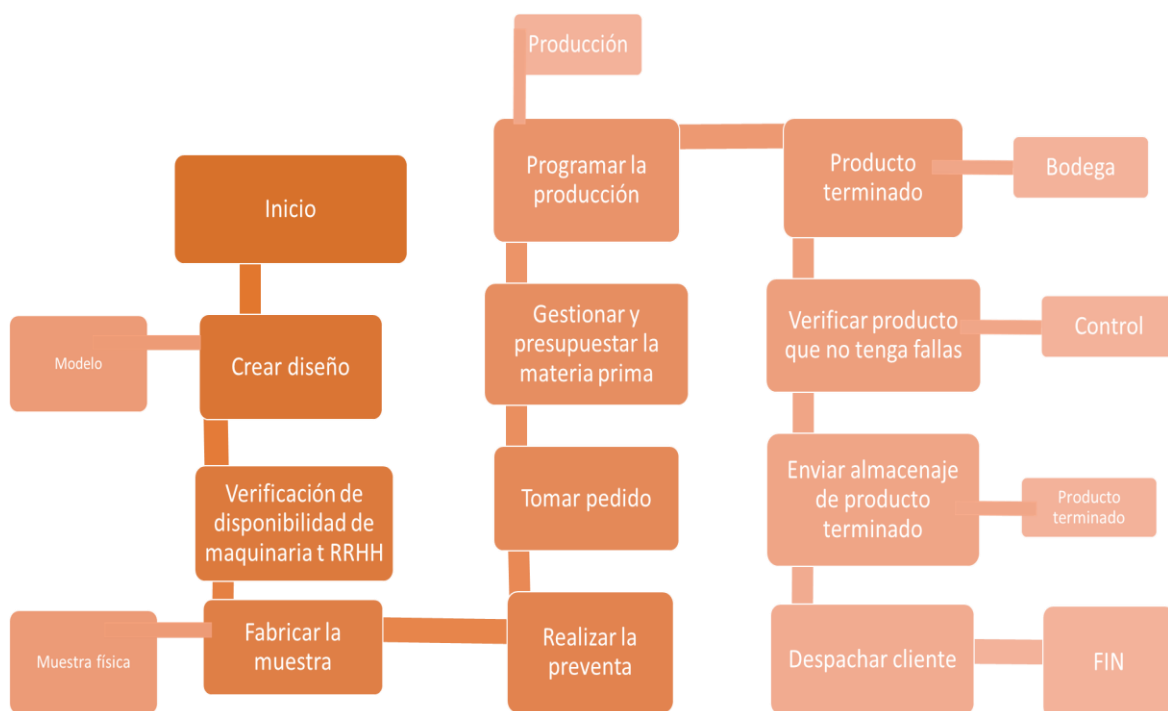 Inicio
Crear diseño
Modelo
Verificación de
disponibilidad de
maquinaria t RRHH
Fabricar la
muestra
Muestra física
Realizar la
preventa
Tomar pedido
Gestionar y
presupuestar la
materia prima
Programar la
producción
Producción
Producto
terminado
Bodega
Verificar producto
que no tenga fallas
Control
Enviar almacenaje
de producto
terminado
Producto
terminado
Despachar cliente
FIN